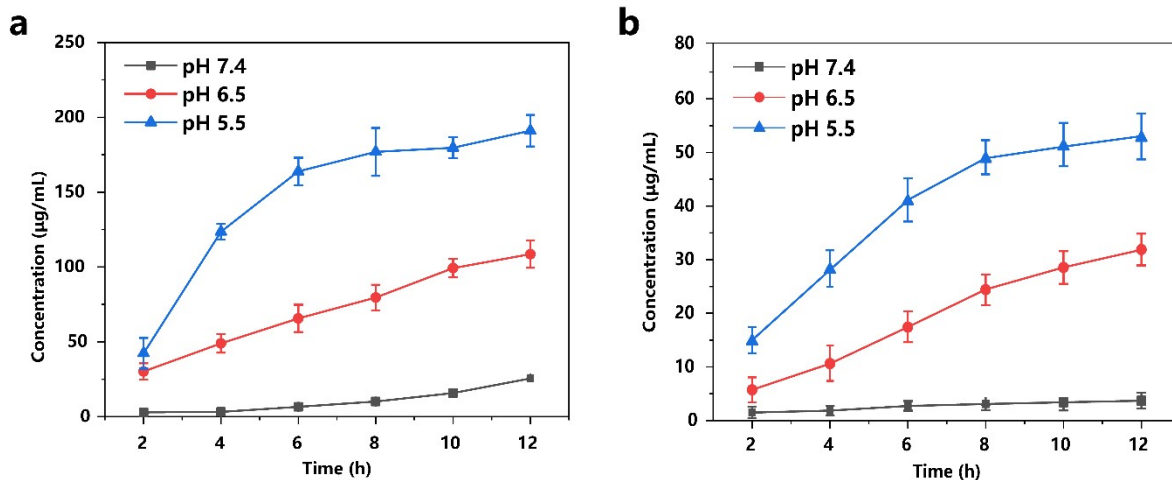 a
250
200
150
100
50
0
Concentration (µg/mL)
pH 7.4
pH 6.5
pH 5.5
2 4 6 8 10 12
Time (h)
b
80
60
50
40
30
20
10
0
Concentration (µg/mL)
pH 7.4
pH 6.5
pH 5.5
2 4 6 8 10 12
Time (h)